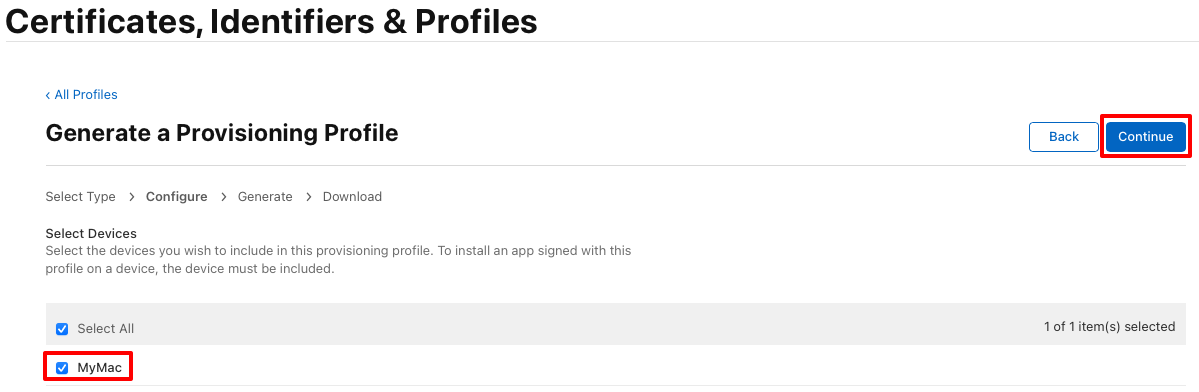 Certificates, Identifiers & Profiles
‹ All Profiles
Generate a Provisioning Profile
Back
Continue
Select Type > Configure > Generate > Download
Select Devices
Select the devices you wish to include in this provisioning profile. To install an app signed with this
profile on a device, the device must be included.
Select All
1 of 1 item(s) selected
MyMac